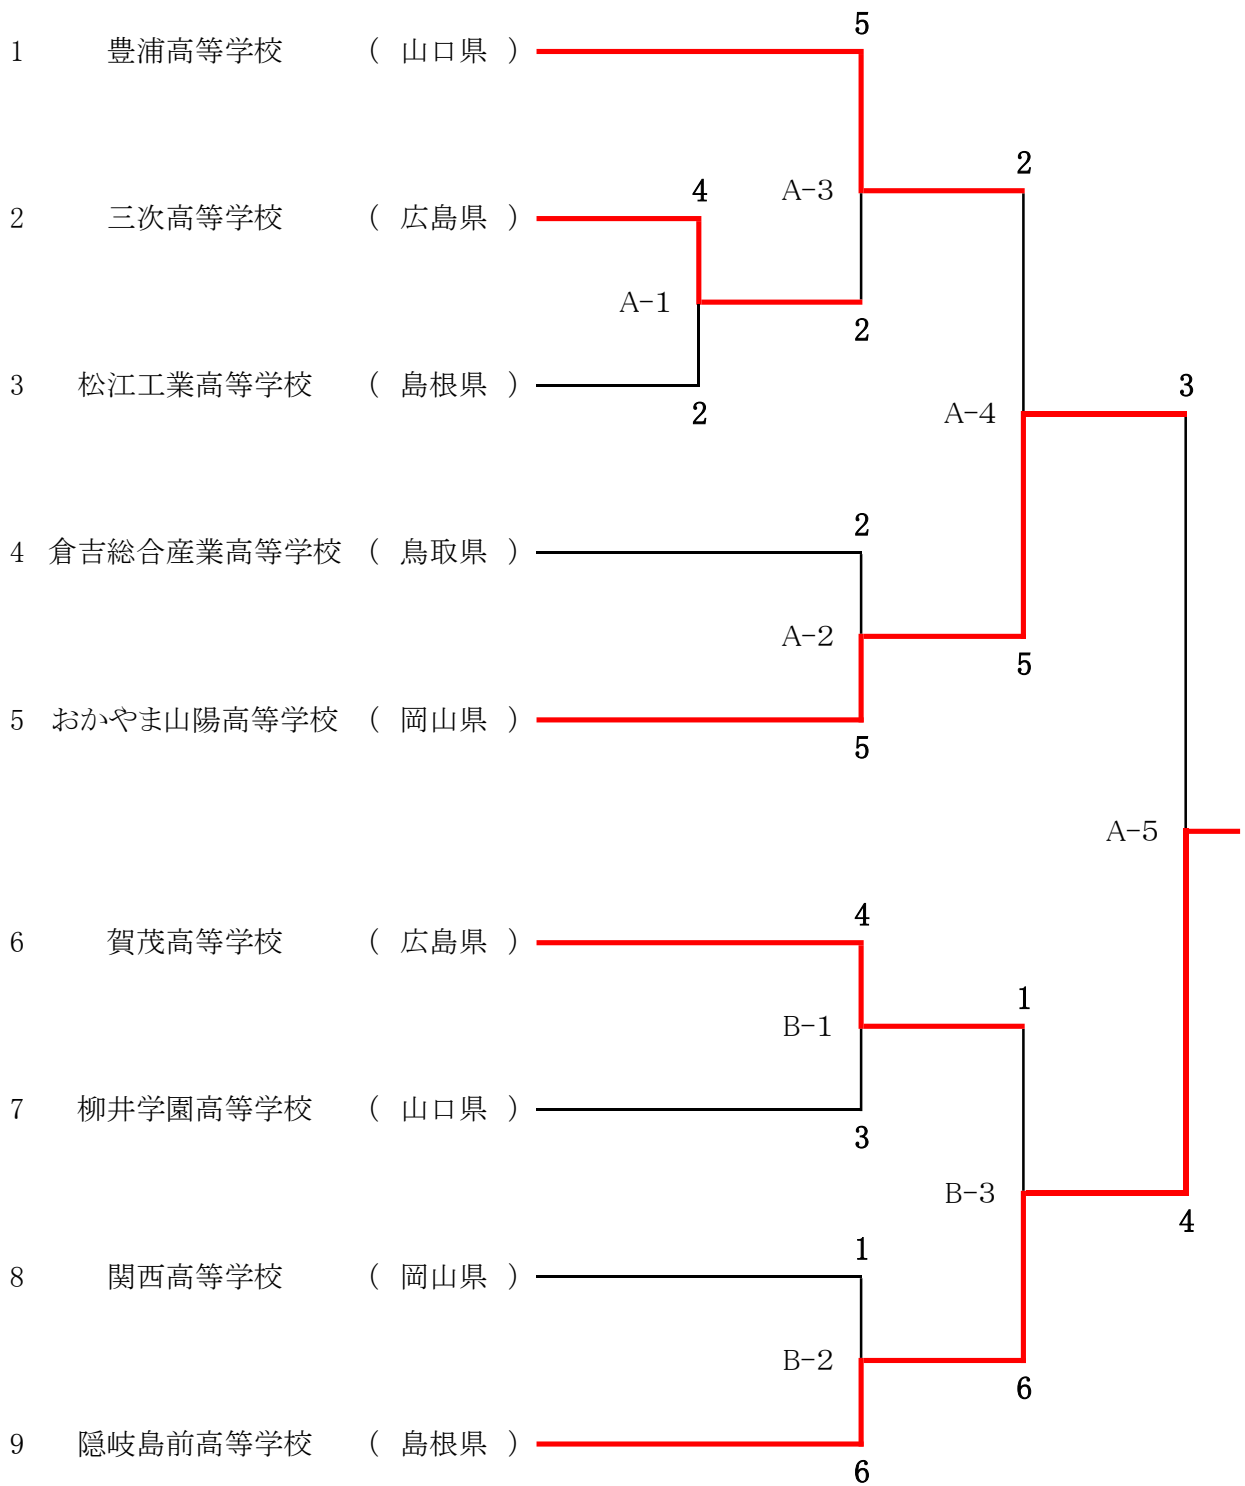 5
1 豊浦高等学校 ( 山口県 )
2
4 A-3
2 三次高等学校 ( 広島県 )
A-1
2
3 松江工業高等学校 ( 島根県 ) 3
2 A-4
2
4 倉吉総合産業高等学校 ( 鳥取県 )
A-2
5
5 おかやま山陽高等学校 ( 岡山県 )
5
A-5
4
6 賀茂高等学校 ( 広島県 )
1
B-1
7 柳井学園高等学校 ( 山口県 )
3
B-3
4
1
8 関西高等学校 ( 岡山県 )
B-2
6
9 隠岐島前高等学校 ( 島根県 )
6